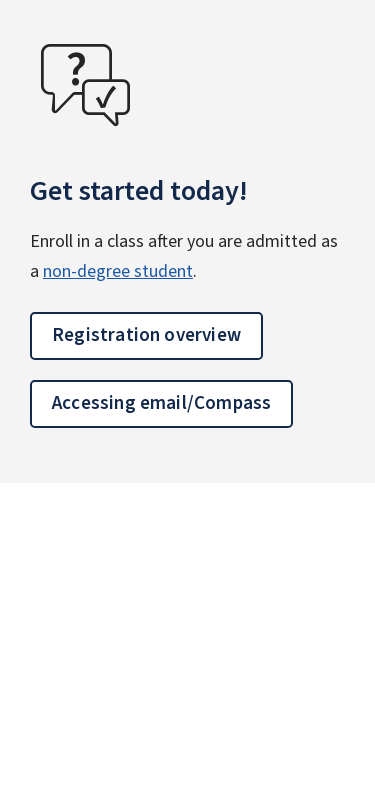 Get started today!
Enroll in a class after you are admitted as
a non-degree student.
Registration overview
Accessing email/Compass